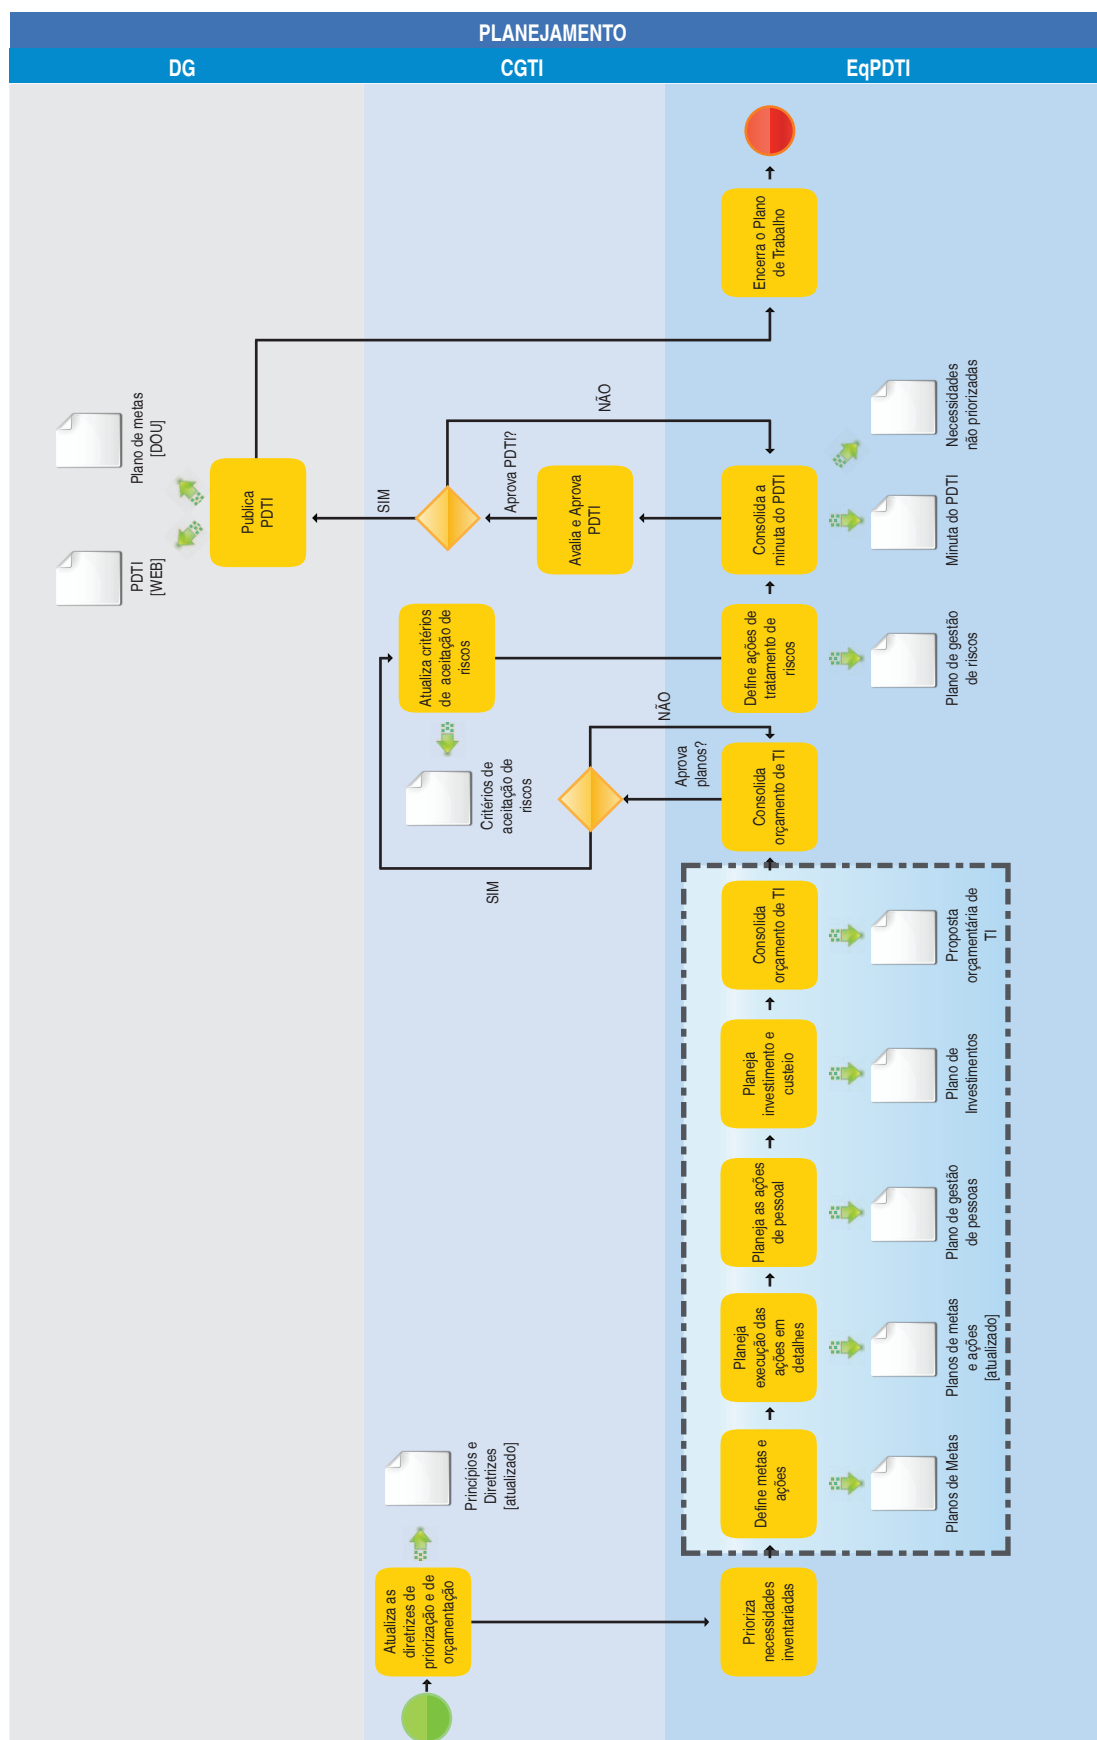 PLANEJAMENTO
DG
CGTI
EqPDTI
Atualiza as
diretrizes de
priorização e de
orçamentação
Princípios e
Diretrizes
[atualizado]
Prioriza
necessidades
inventariadas
Define metas e
ações
Planos de Metas
Planeja
execução das
ações em
detalhes
Planos de metas
e ações
[atualizado]
Planeja as ações
de pessoal
Plano de gestão
de pessoas
Planeja
investimento e
custeio
Plano de
Investimentos
Consolida
orçamento de TI
Proposta
orçamentária de
TI
Consolida
orçamento de TI
Aprova
planos?
NÃO
SIM
Atualiza critérios
de aceitação de
riscos
Critérios de
aceitação de
riscos
Define ações de
tratamento de
riscos
Plano de gestão
de riscos
Consolida a
minuta do PDTI
Minuta do PDTI
Necessidades
não priorizadas
Avalia e Aprova
PDTI
Aprova PDTI?
NÃO
SIM
Publica
PDTI
PDTI
[WEB]
Plano de metas
[DOU]
Encerra o Plano
de Trabalho